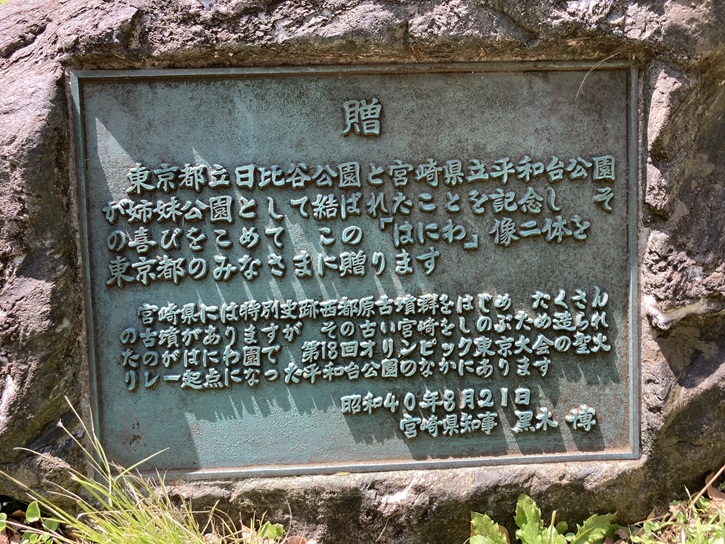 贈
東京都立日比谷公園と宮崎県立平和台公園
が姉妹公園として結ばれたことを記念し そ
の喜びをこめて この「はにわ」像二体を
東京都のみなさまに贈ります
宮崎県には特別史跡西都原古墳群をはじめ たくさん
の古墳がありますが その古い宮崎をしのぶため造られ
たのがはにわ園で 第18回オリンピック東京大会の聖火
リレー起点になった平和台公園のなかにあります
昭和40年8月21日
宮崎県知事 黒木 博